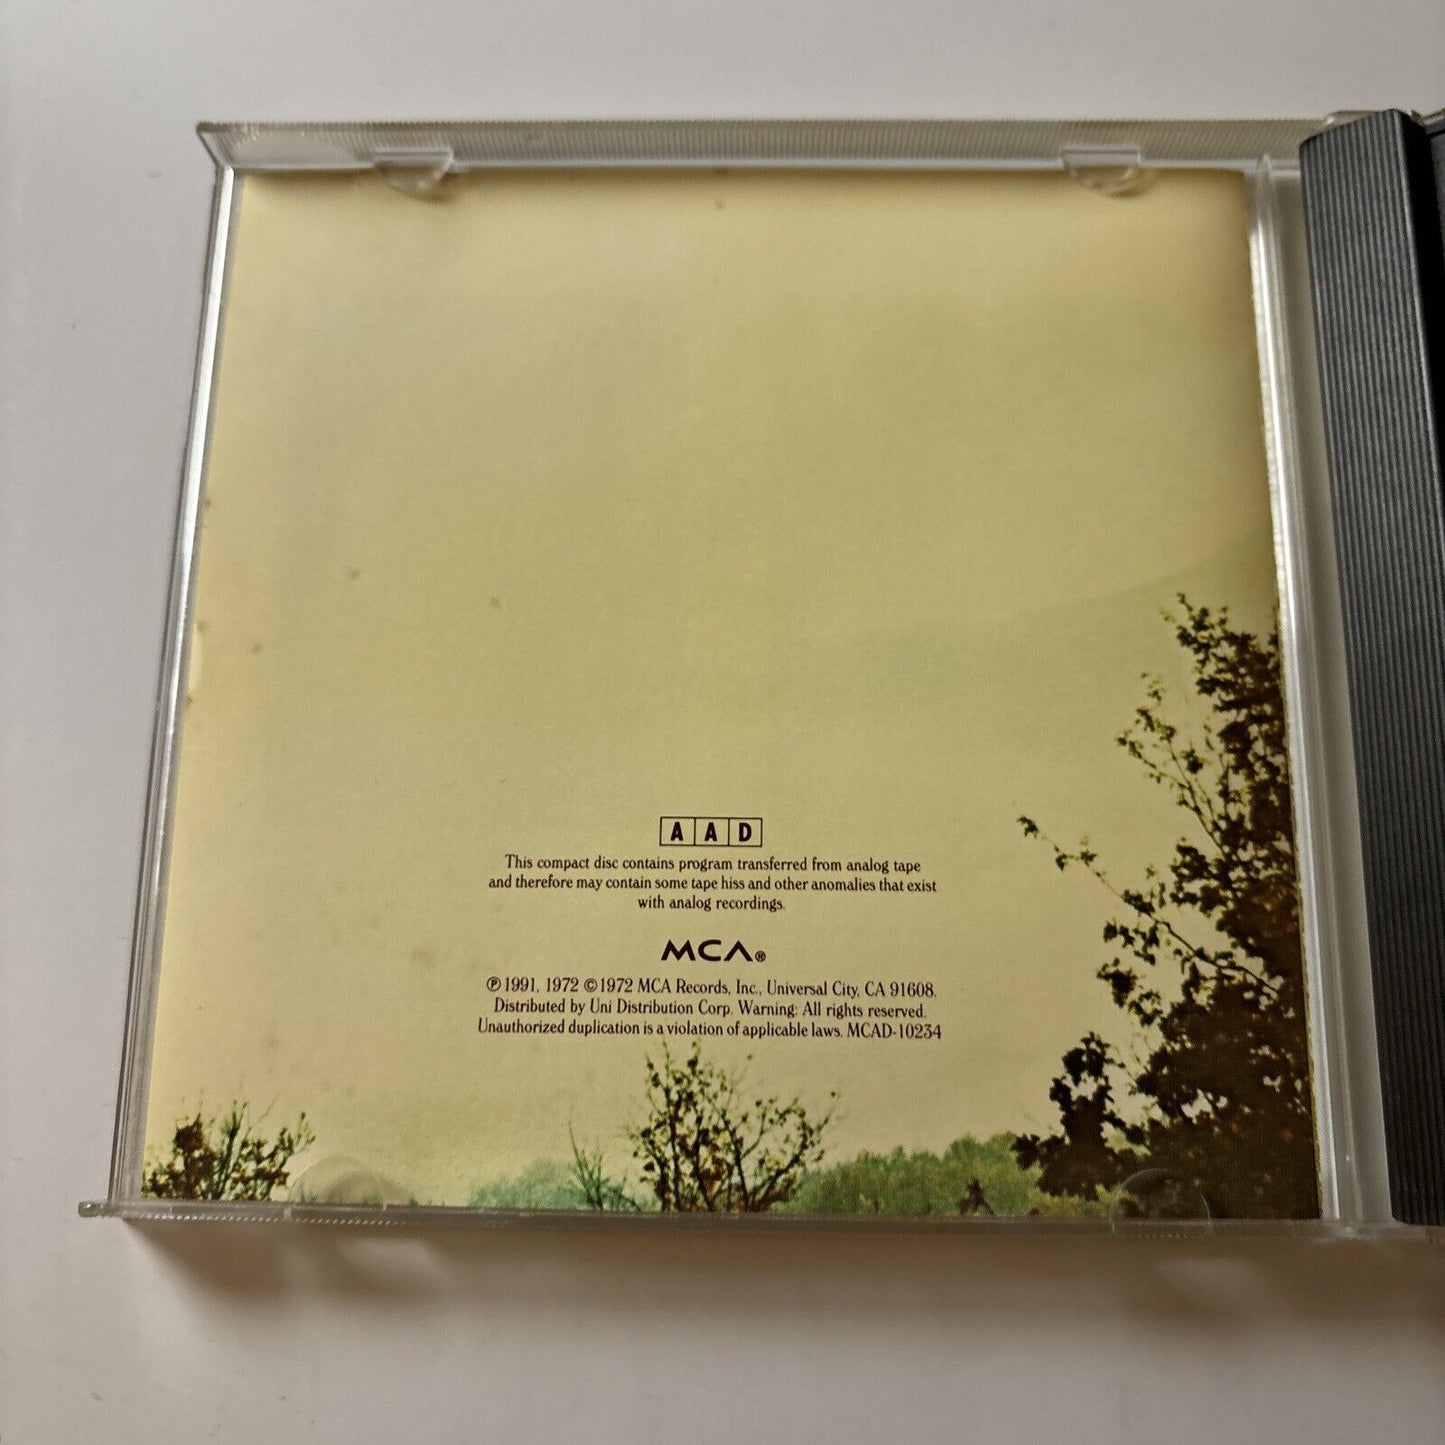 A A D
This compact disc contains program transferred from analog tape
and therefore may contain some tape hiss and other anomalies that exist
with analog recordings.
MCA®
℗1991, 1972 ©1972 MCA Records, Inc., Universal City, CA 91608.
Distributed by Uni Distribution Corp. Warning: All rights reserved.
Unauthorized duplication is a violation of applicable laws. MCAD-10234